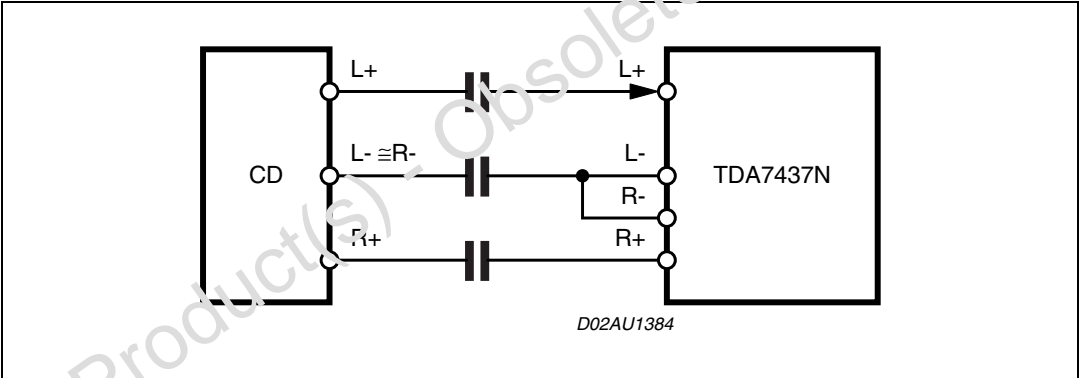 L+ L+
L- ≅R- L-
CD TDA7437N
R-
R+ R+
D02AU1384
Product(s) - Obsolete